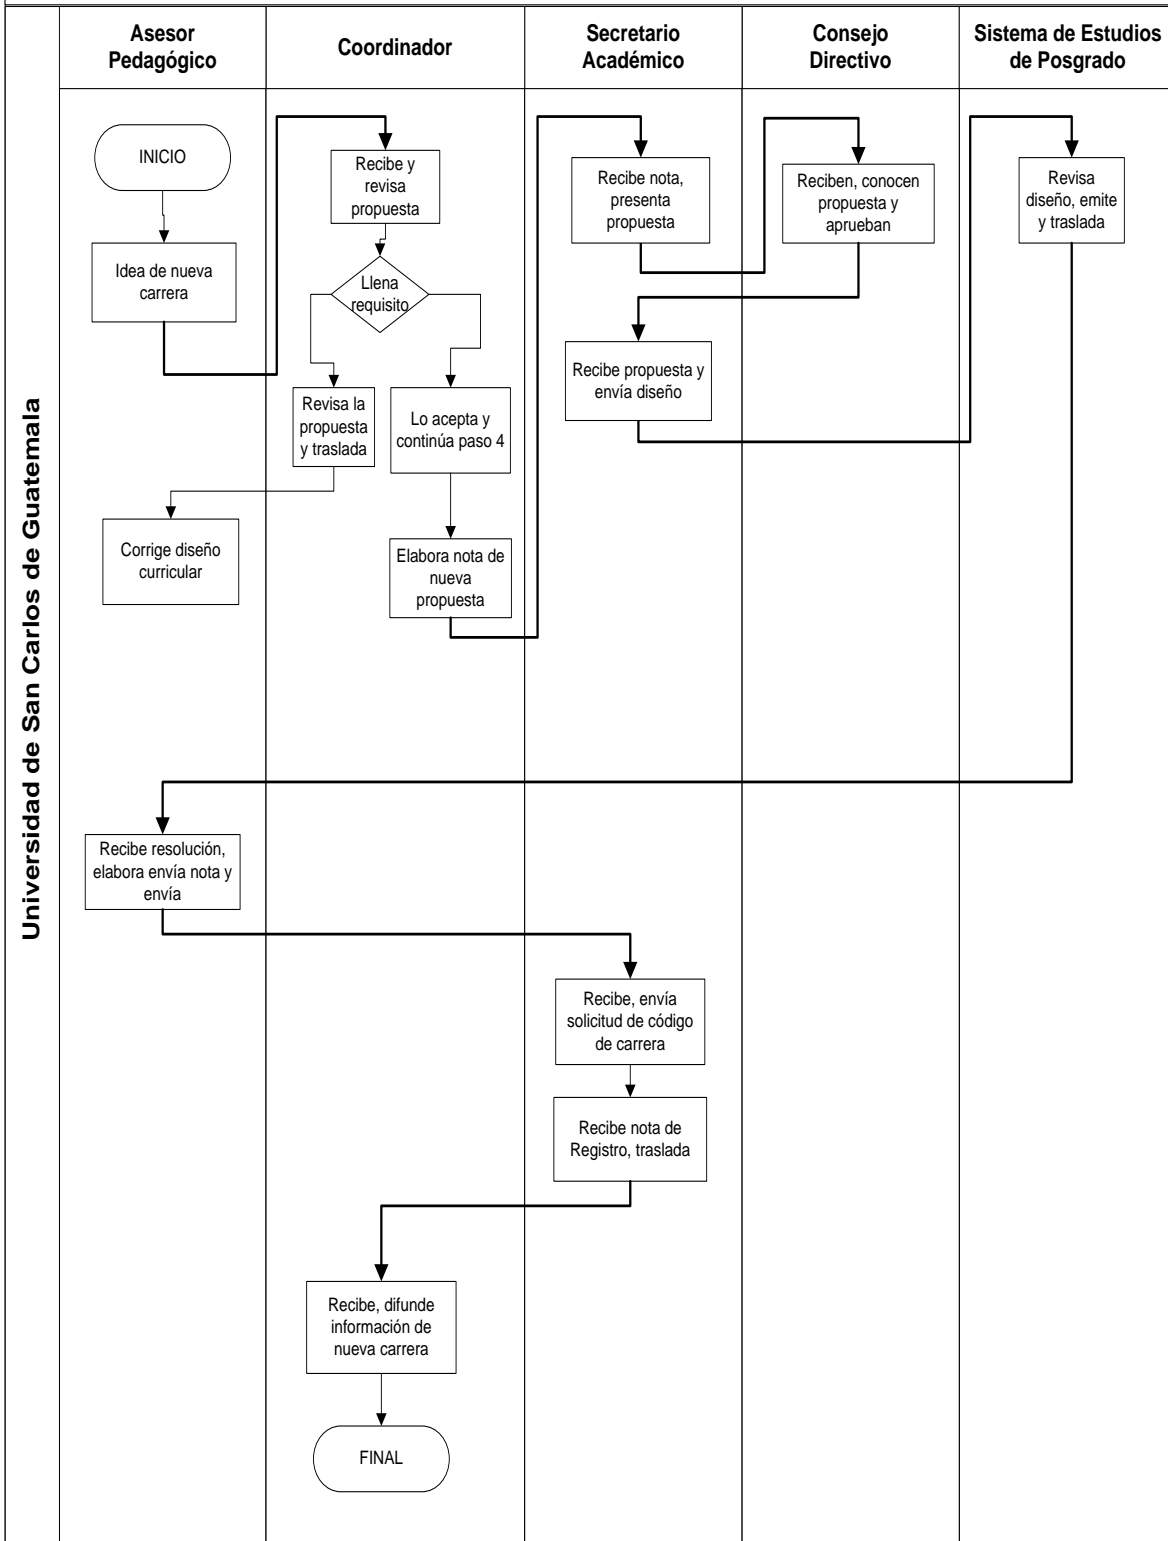 Universidad de San Carlos de Guatemala
Asesor
Pedagógico
Coordinador
Secretario
Académico
Consejo
Directivo
Sistema de Estudios
de Posgrado
INICIO
Idea de nueva
carrera
Recibe y
revisa
propuesta
Llena
requisito
Revisa la
propuesta
y traslada
Lo acepta y
continúa paso 4
Corrige diseño
curricular
Elabora nota de
nueva
propuesta
Recibe nota,
presenta
propuesta
Reciben, conocen
propuesta y
aprueban
Recibe propuesta y
envía diseño
Revisa
diseño, emite
y traslada
Recibe resolución,
elabora envía nota y
envía
Recibe, envía
solicitud de código
de carrera
Recibe nota de
Registro, traslada
Recibe, difunde
información de
nueva carrera
FINAL